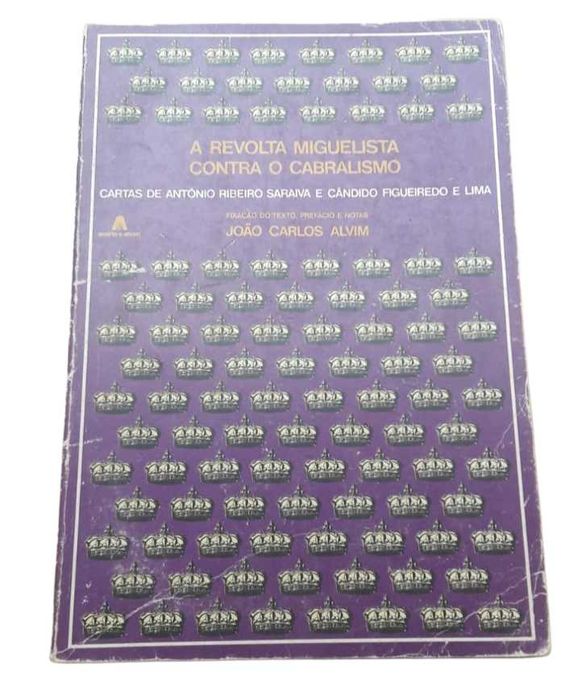 A REVOLTA MIGUELISTA
CONTRA O CABRALISMO
CARTAS DE ANTÓNIO RIBEIRO SARAIVA E CÂNDIDO FIGUEIREDO E LIMA
FIXAÇÃO DO TEXTO, PREFÁCIO E NOTAS
JOÃO CARLOS ALVIM